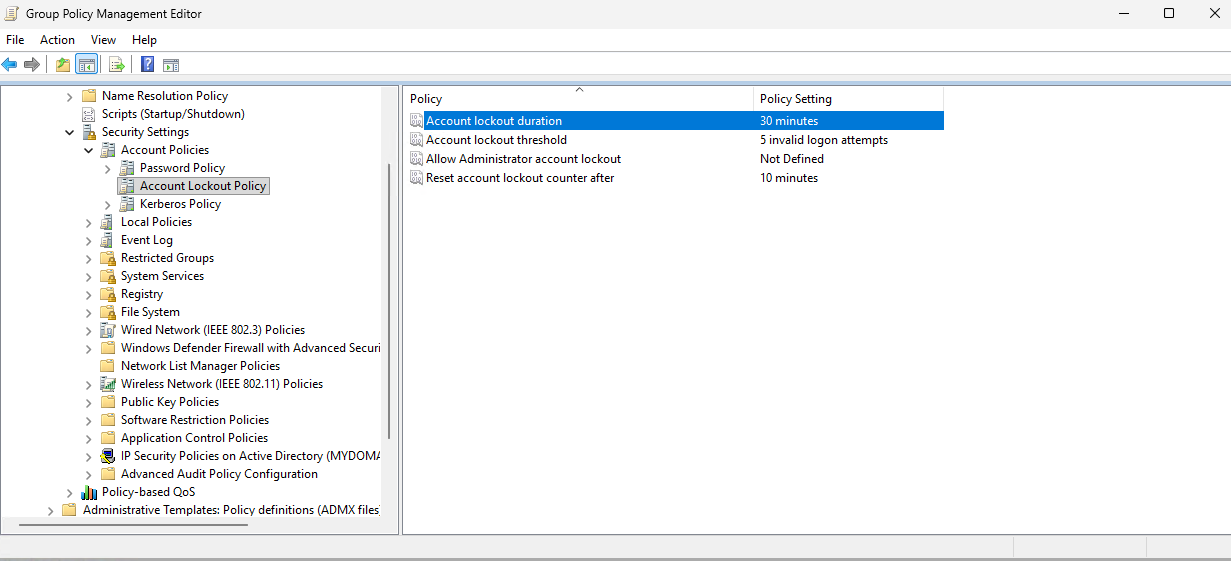 Group Policy Management Editor
File Action View Help
Name Resolution Policy
Scripts (Startup/Shutdown)
Security Settings
Account Policies
Password Policy
Account Lockout Policy
Kerberos Policy
Local Policies
Event Log
Restricted Groups
System Services
Registry
File System
Wired Network (IEEE 802.3) Policies
Windows Defender Firewall with Advanced Securi
Network List Manager Policies
Wireless Network (IEEE 802.11) Policies
Public Key Policies
Software Restriction Policies
Application Control Policies
IP Security Policies on Active Directory (MYDOMA
Advanced Audit Policy Configuration
Policy-based QoS
Administrative Templates: Policy definitions (ADMX files)
Policy Policy Setting
Account lockout duration 30 minutes
Account lockout threshold 5 invalid logon attempts
Allow Administrator account lockout Not Defined
Reset account lockout counter after 10 minutes